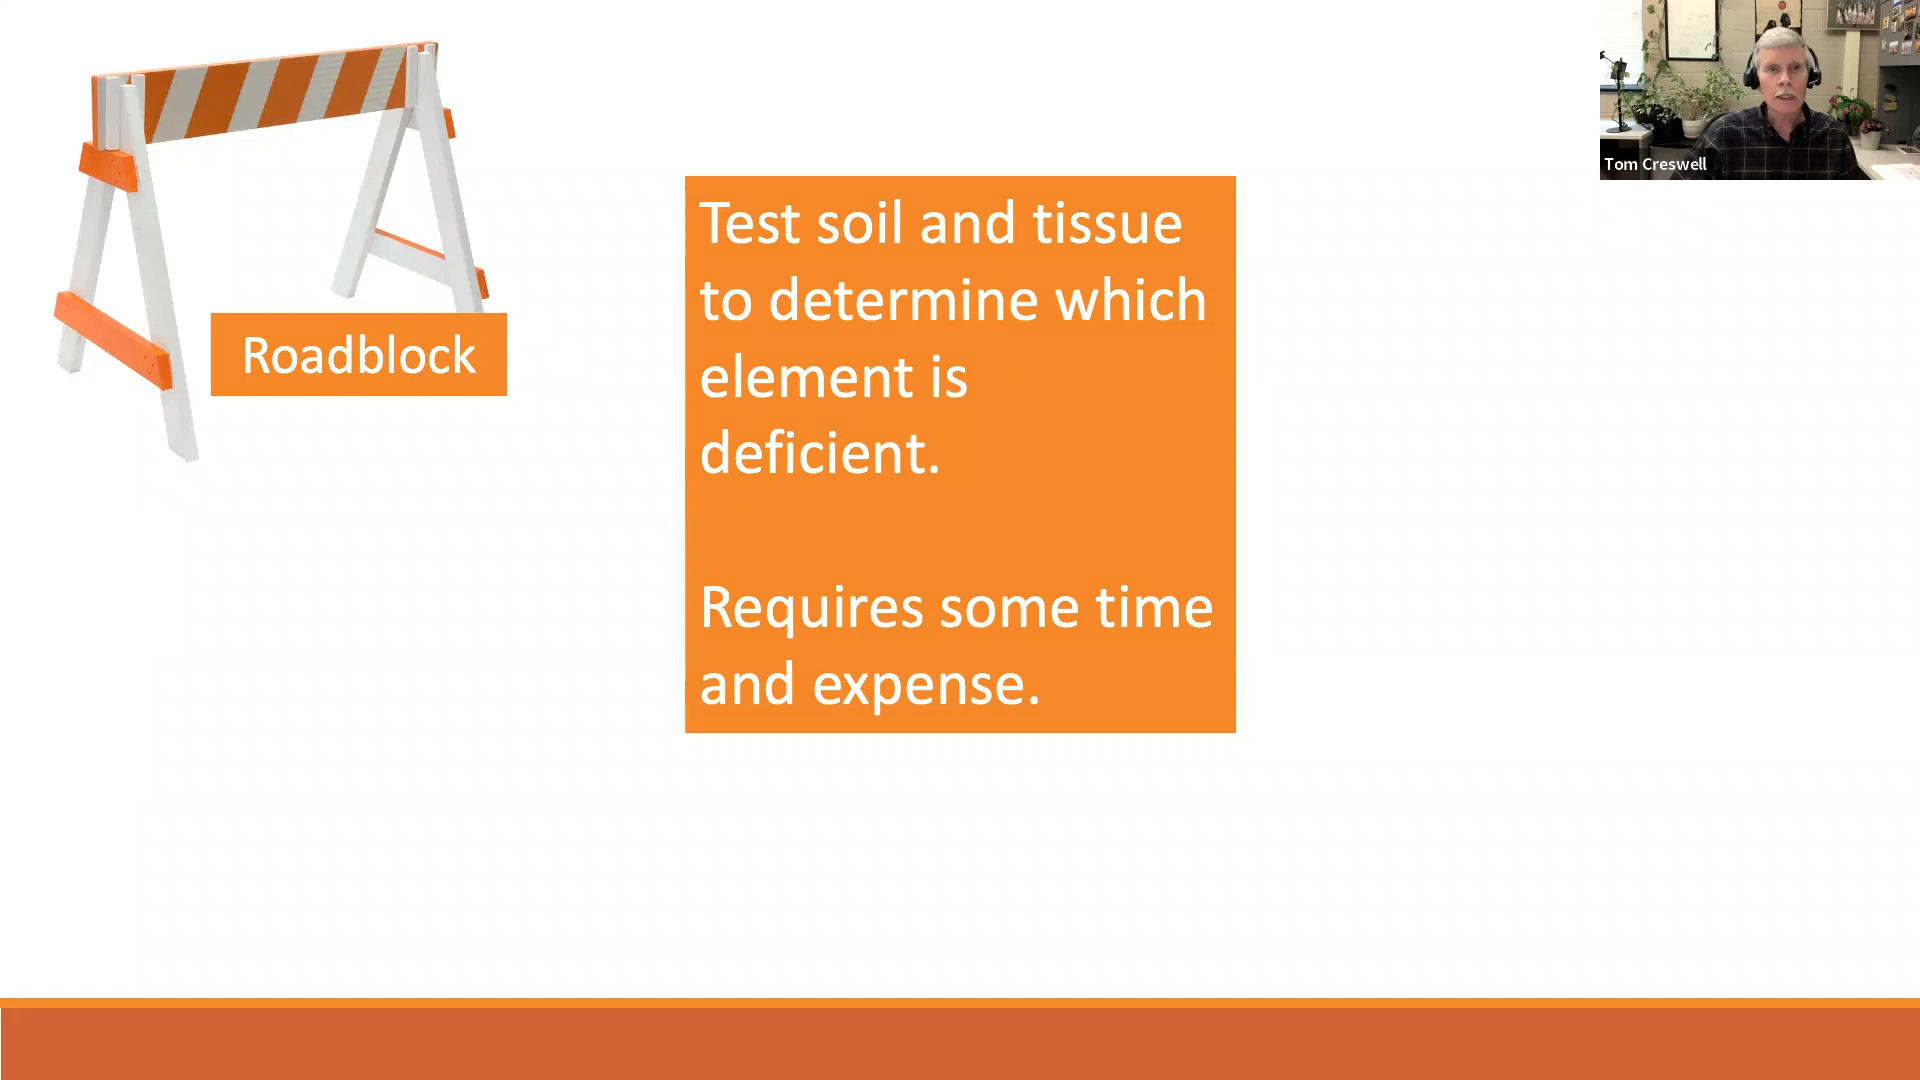 Roadblock
Test soil and tissue
to determine which
element is
deficient.
Requires some time
and expense.
Tom Creswell